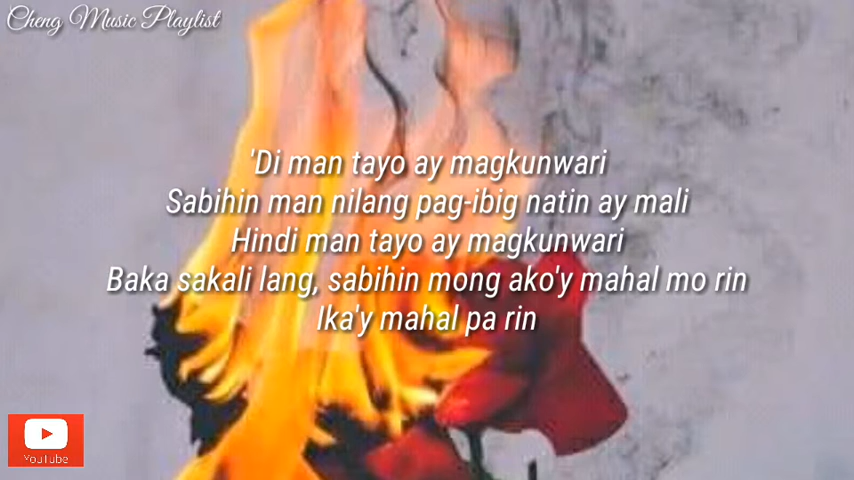 Cheng Music Playlist
'Di man tayo ay magkunwari
Sabihin man nilang pag-ibig natin ay mali
Hindi man tayo ay magkunwari
Baka sakali lang, sabihin mong ako'y mahal mo rin
Ika'y mahal pa rin
YouTube